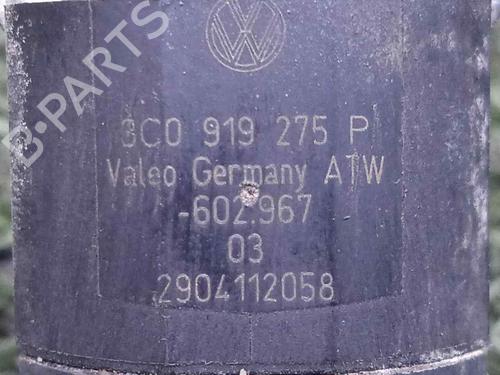 B-PARTS
3C0 919 275 P
Valeo Germany ATW
-602.967
03
2904112058